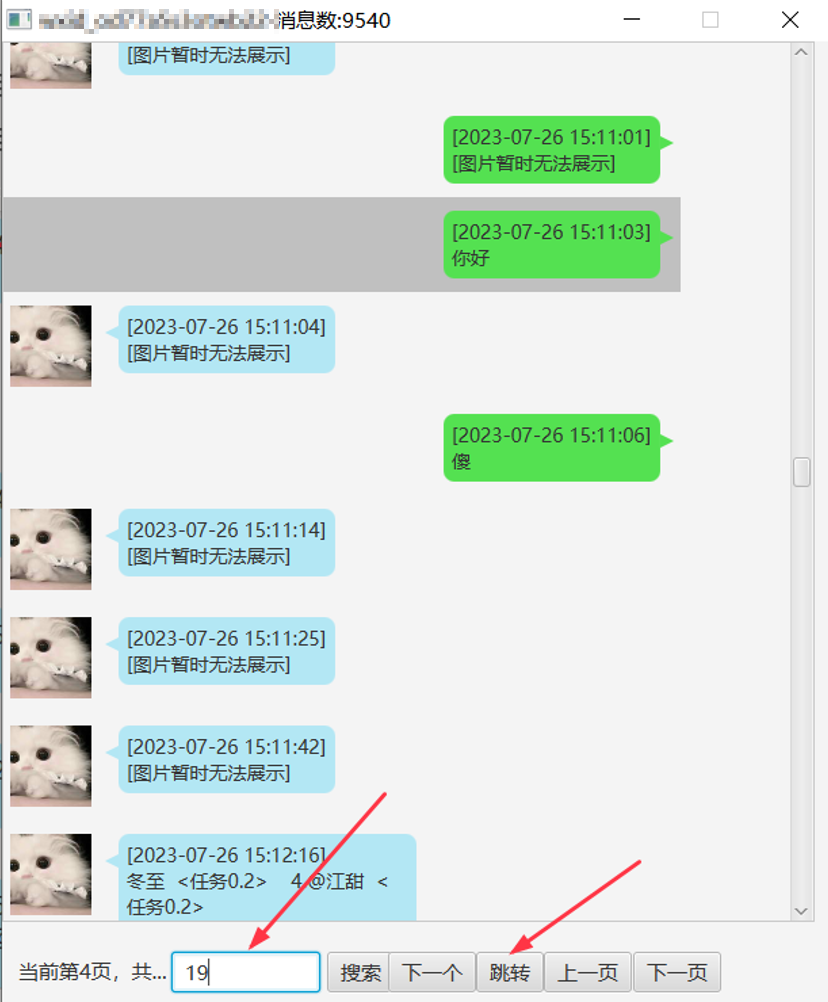 消息数:9540
[图片暂时无法展示]
[2023-07-26 15:11:01]
[图片暂时无法展示]
[2023-07-26 15:11:03]
你好
[2023-07-26 15:11:04]
[图片暂时无法展示]
[2023-07-26 15:11:06]
傻
[2023-07-26 15:11:14]
[图片暂时无法展示]
[2023-07-26 15:11:25]
[图片暂时无法展示]
[2023-07-26 15:11:42]
[图片暂时无法展示]
[2023-07-26 15:12:16]
冬至 <任务0.2> 4 @江甜 <
任务0.2>
当前第4页，共... 19 搜索 下一个 跳转 上一页 下一页